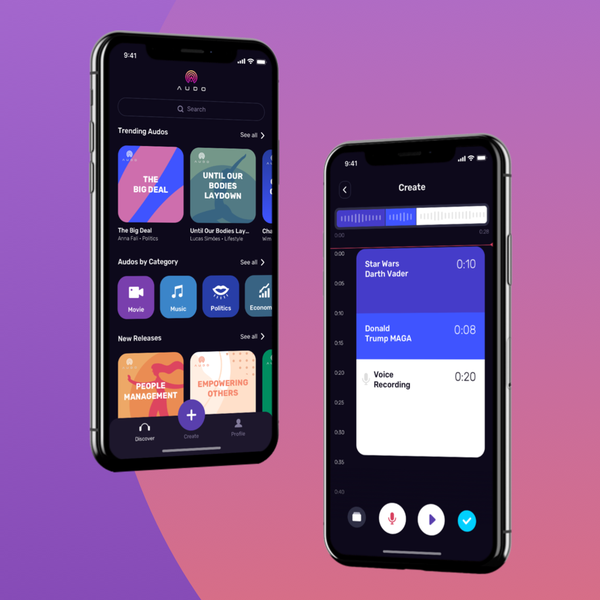 9:41
AUDO
Search
Trending Audos
See all
THE
BIG DEAL
UNTIL OUR
BODIES
LAYDOWN
The Big Deal
Anna Fali • Politics
Until Our Bodies Lay...
Lucas Simões • Lifestyle
Cha
Wim
Audos by Category
See all
Movie
Music
Politics
Econom
New Releases
See all
PEOPLE
MANAGEMENT
EMPOWERING
OTHERS
Discover
Create
Profile
9:41
Create
0:00
0:28
0:00
Star Wars
Darth Vader
0:10
0:05
0:10
Donald
Trump MAGA
0:08
0:15
0:20
Voice
Recording
0:20
0:25
0:30
0:35
0:40